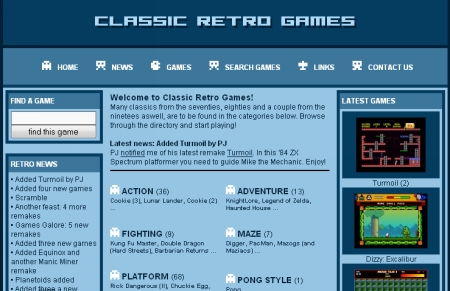 CLASSIC RETRO GAMES
HOME
NEWS
GAMES
SEARCH GAMES
LINKS
CONTACT US
FIND A GAME
find this game
RETRO NEWS
• Added Turmoil by PJ
• Added four new games
• Scramble
• Another feast: 4 more
remakes
• Games Galore: 5 new
remakes
• Added three new games
• Added Equinox and
another Manic Miner
remake
• Planetoids added
• Added three a new
Welcome to Classic Retro Games!
Many classics from the seventies, eighties and a couple from the
nineties aswell, are to be found in the categories below. Browse
through the directory and start playing!
Latest news: Added Turmoil by PJ
PJ notified me of his latest remake Turmoil. In this '84 ZX
Spectrum platformer you need to guide Mike the Mechanic. Enjoy!
ACTION (36)
Cookie [3], Lunar Lander, Cookie (2)
...
ADVENTURE (13)
KnightLore, Legend of Zelda,
Haunted House ...
FIGHTING (9)
Kung Fu Master, Double Dragon
(Hard Streets), Barbarian Returns ...
MAZE (7)
Digger, PacMan, Mazogs (and
Maziacs) ...
PLATFORM (68)
Rick Dangerous (II), Chuckie Egg,
PONG STYLE (1)
Pong
LATEST GAMES
Turmoil (2)
Dizzy: Excalibur